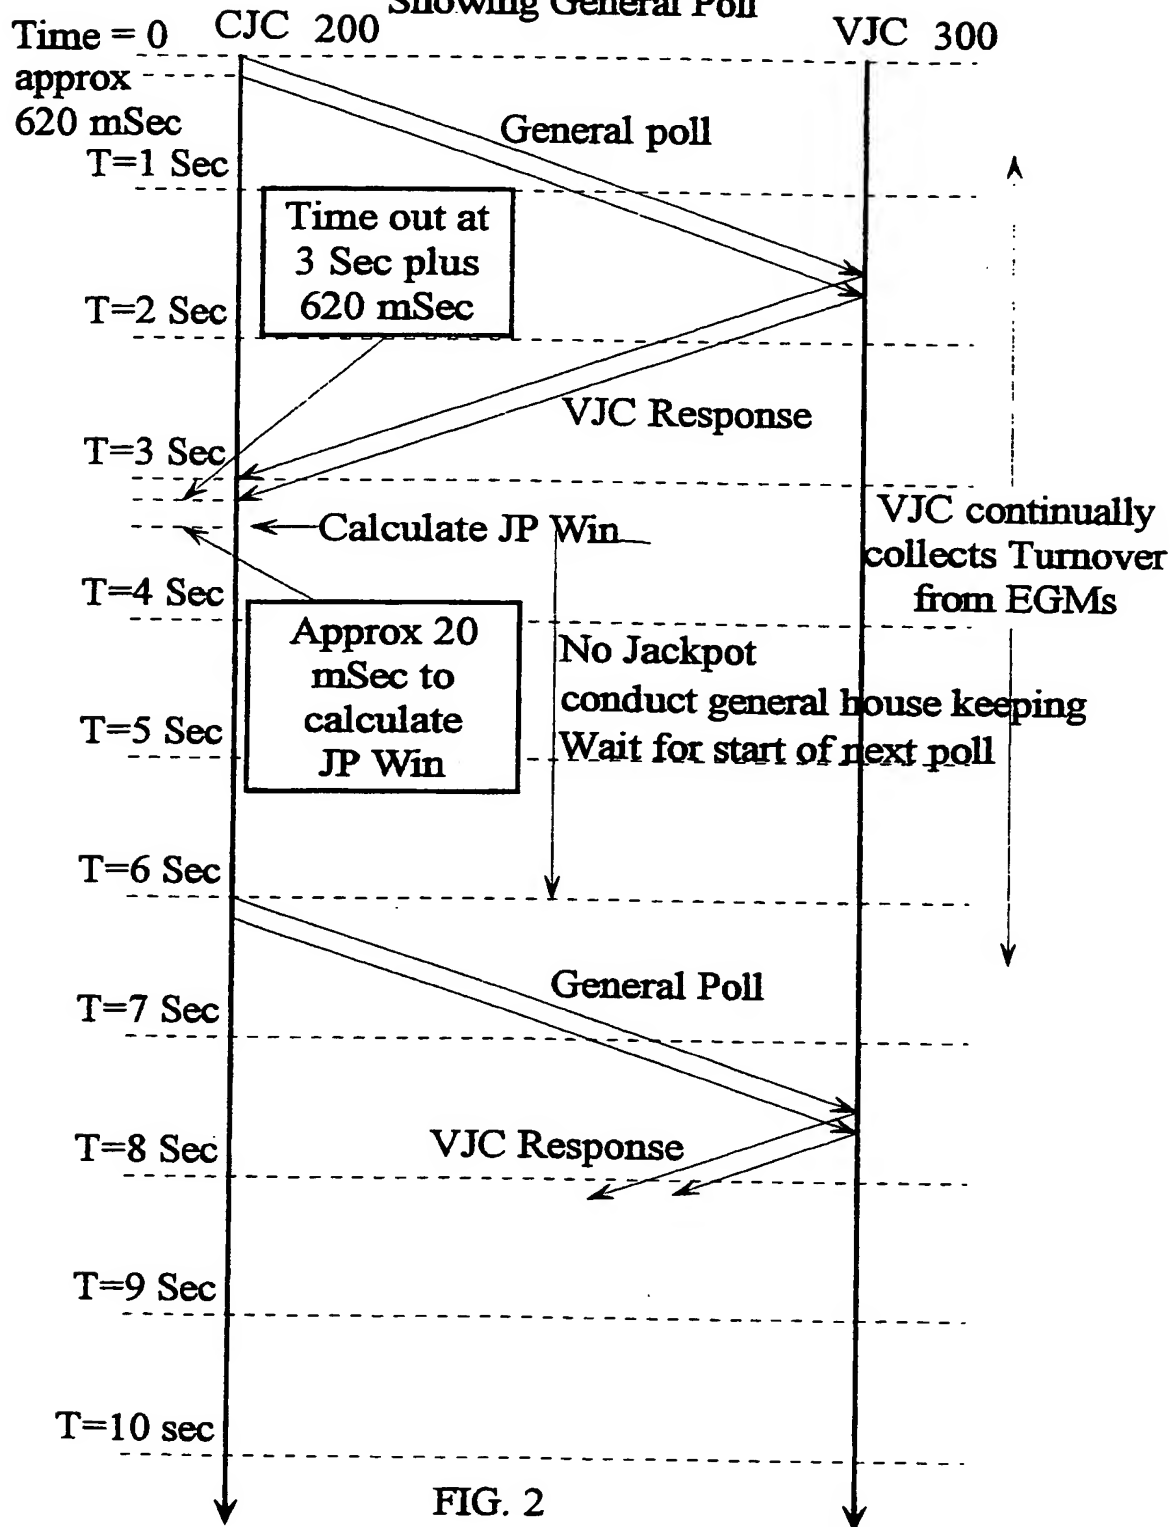 Showing General Poll
Time = 0
CJC 200
VJC 300
approx
620 mSec
General poll
T=1 Sec
Time out at
3 Sec plus
620 mSec
T=2 Sec
VJC Response
T=3 Sec
Calculate JP Win
VJC continually
collects Turnover
from EGMs
T=4 Sec
Approx 20
mSec to
calculate
JP Win
No Jackpot
conduct general house keeping
Wait for start of next poll
T=5 Sec
T=6 Sec
General Poll
T=7 Sec
VJC Response
T=8 Sec
T=9 Sec
T=10 sec
FIG. 2